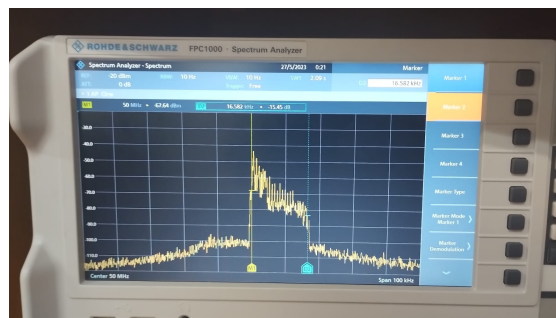 ROHDE&SCHWARZ FPC1000 · Spectrum Analyzer
Spectrum Analyzer - Spectrum 27/5/2023 0:21 Marker
-20 dBm 10 Hz 10 Hz
0 dB Free
16.582 kHz
50 MHz -62.64 dBm 16.582 kHz -15.45 dB
-30.0
-40.0
-50.0
-60.0
-70.0
-80.0
-90.0
-100.0
-110.0
Center 50 MHz Span 100 kHz
Marker 1
Marker 2
Marker 3
Marker 4
Marker Type
Marker Mode
Marker 1
Marker
Demodulation